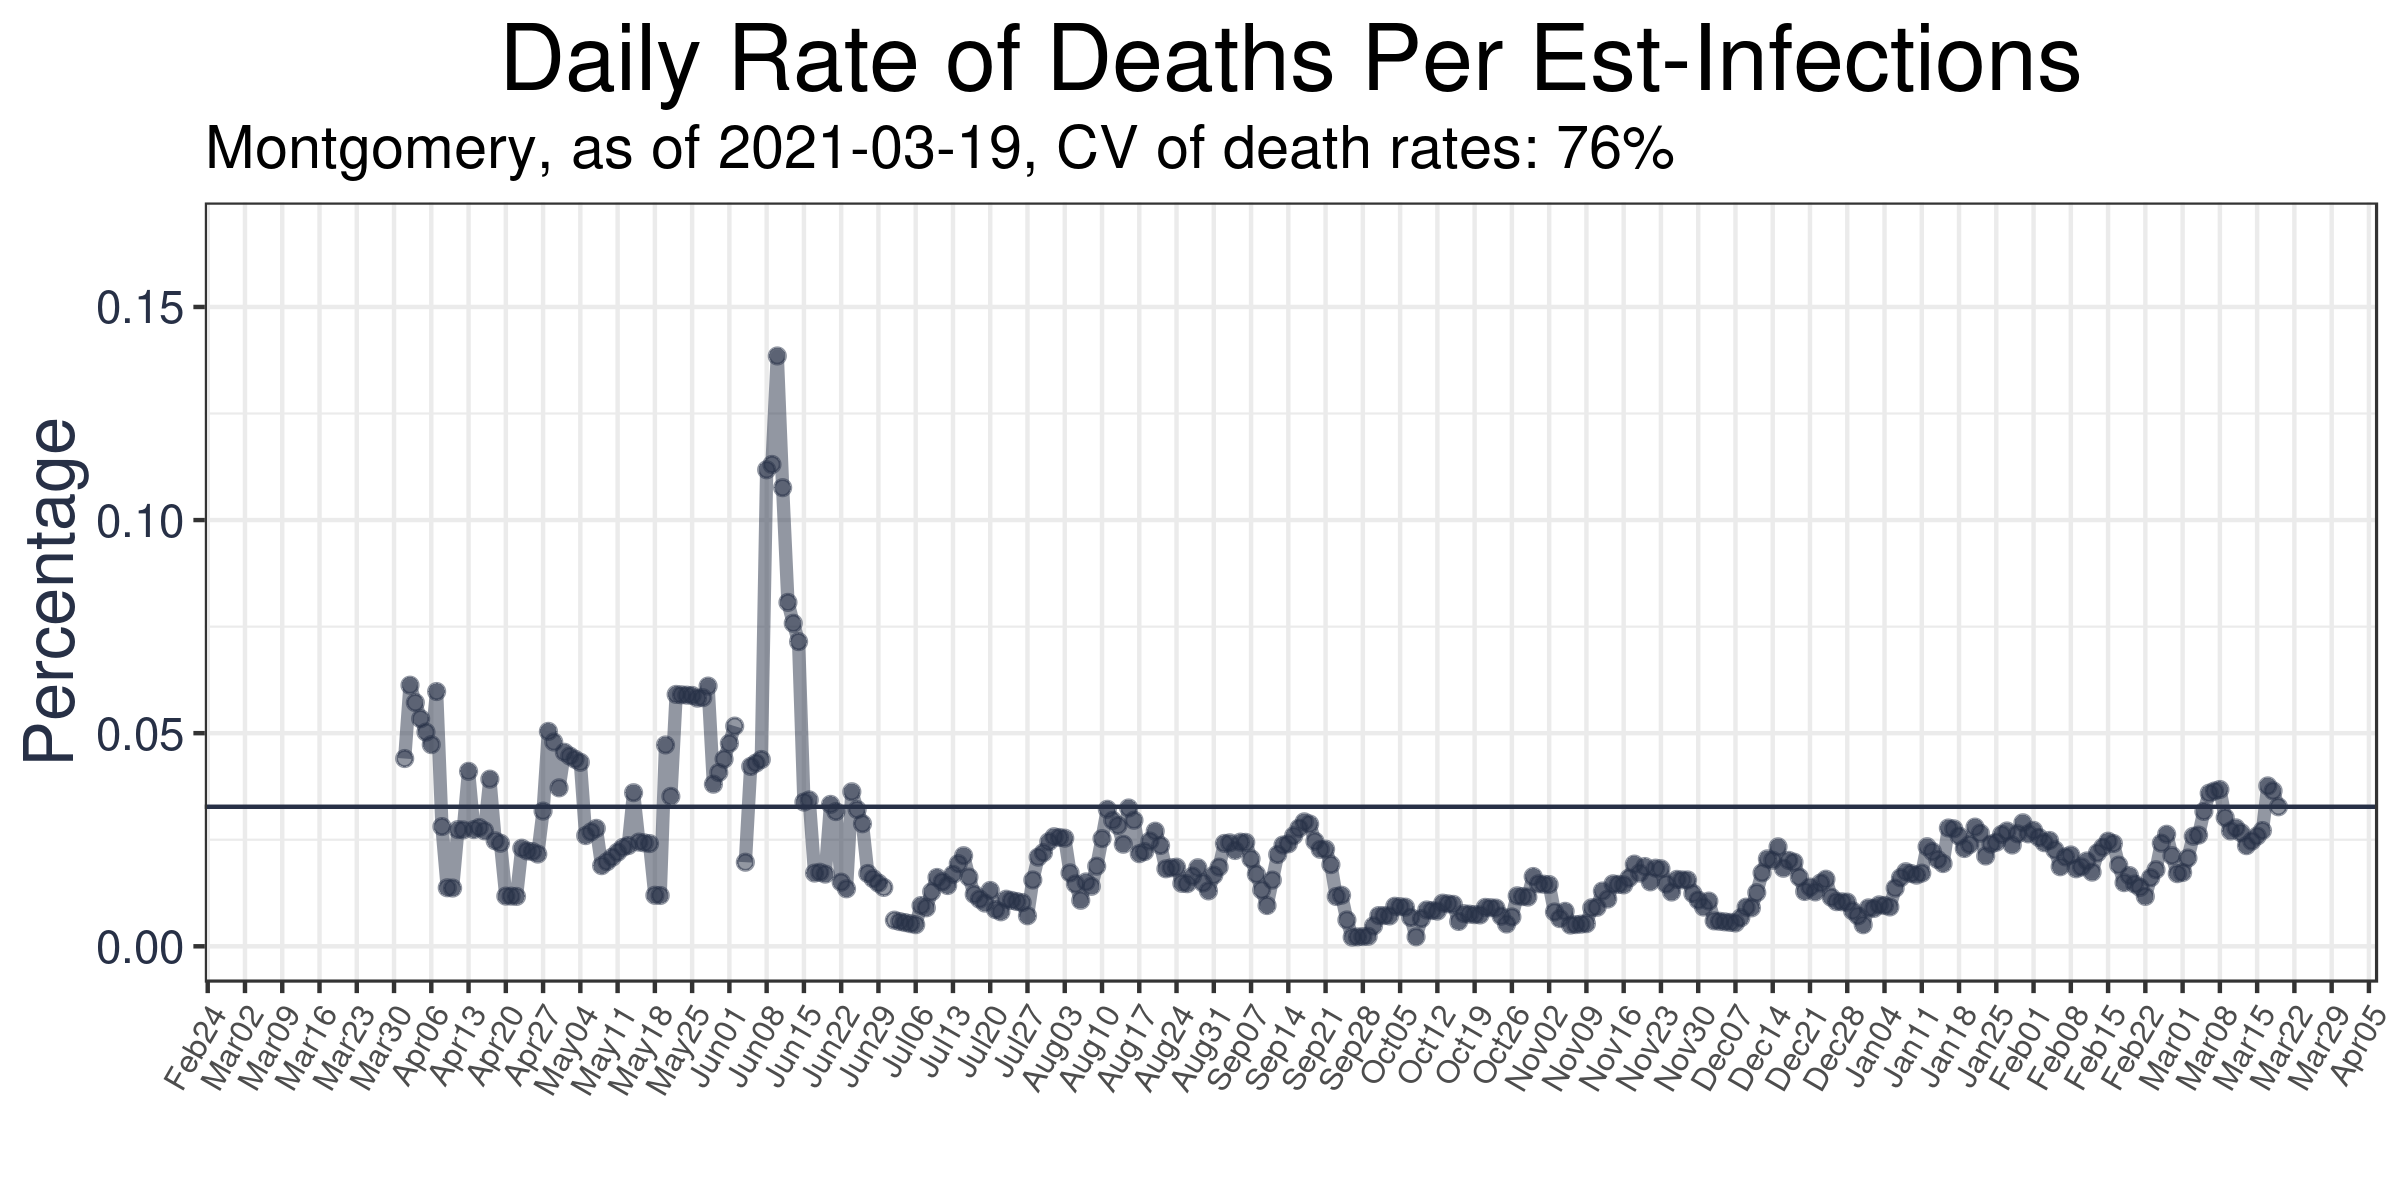 Daily Rate of Deaths Per Est-Infections
Montgomery, as of 2021-03-19, CV of death rates: 76%
Percentage
0.15
0.10
0.05
0.00
Feb24 Mar02 Mar09 Mar16 Mar23 Mar30 Apr06 Apr13 Apr20 Apr27 May04 May11 May18 May25 Jun01 Jun08 Jun15 Jun22 Jun29 Jul06 Jul13 Jul20 Jul27 Aug03 Aug10 Aug17 Aug24 Aug31 Sep07 Sep14 Sep21 Sep28 Oct05 Oct12 Oct19 Oct26 Nov02 Nov09 Nov16 Nov23 Nov30 Dec07 Dec14 Dec21 Dec28 Jan04 Jan11 Jan18 Jan25 Feb01 Feb08 Feb15 Feb22 Mar01 Mar08 Mar15 Mar22 Mar29 Apr05